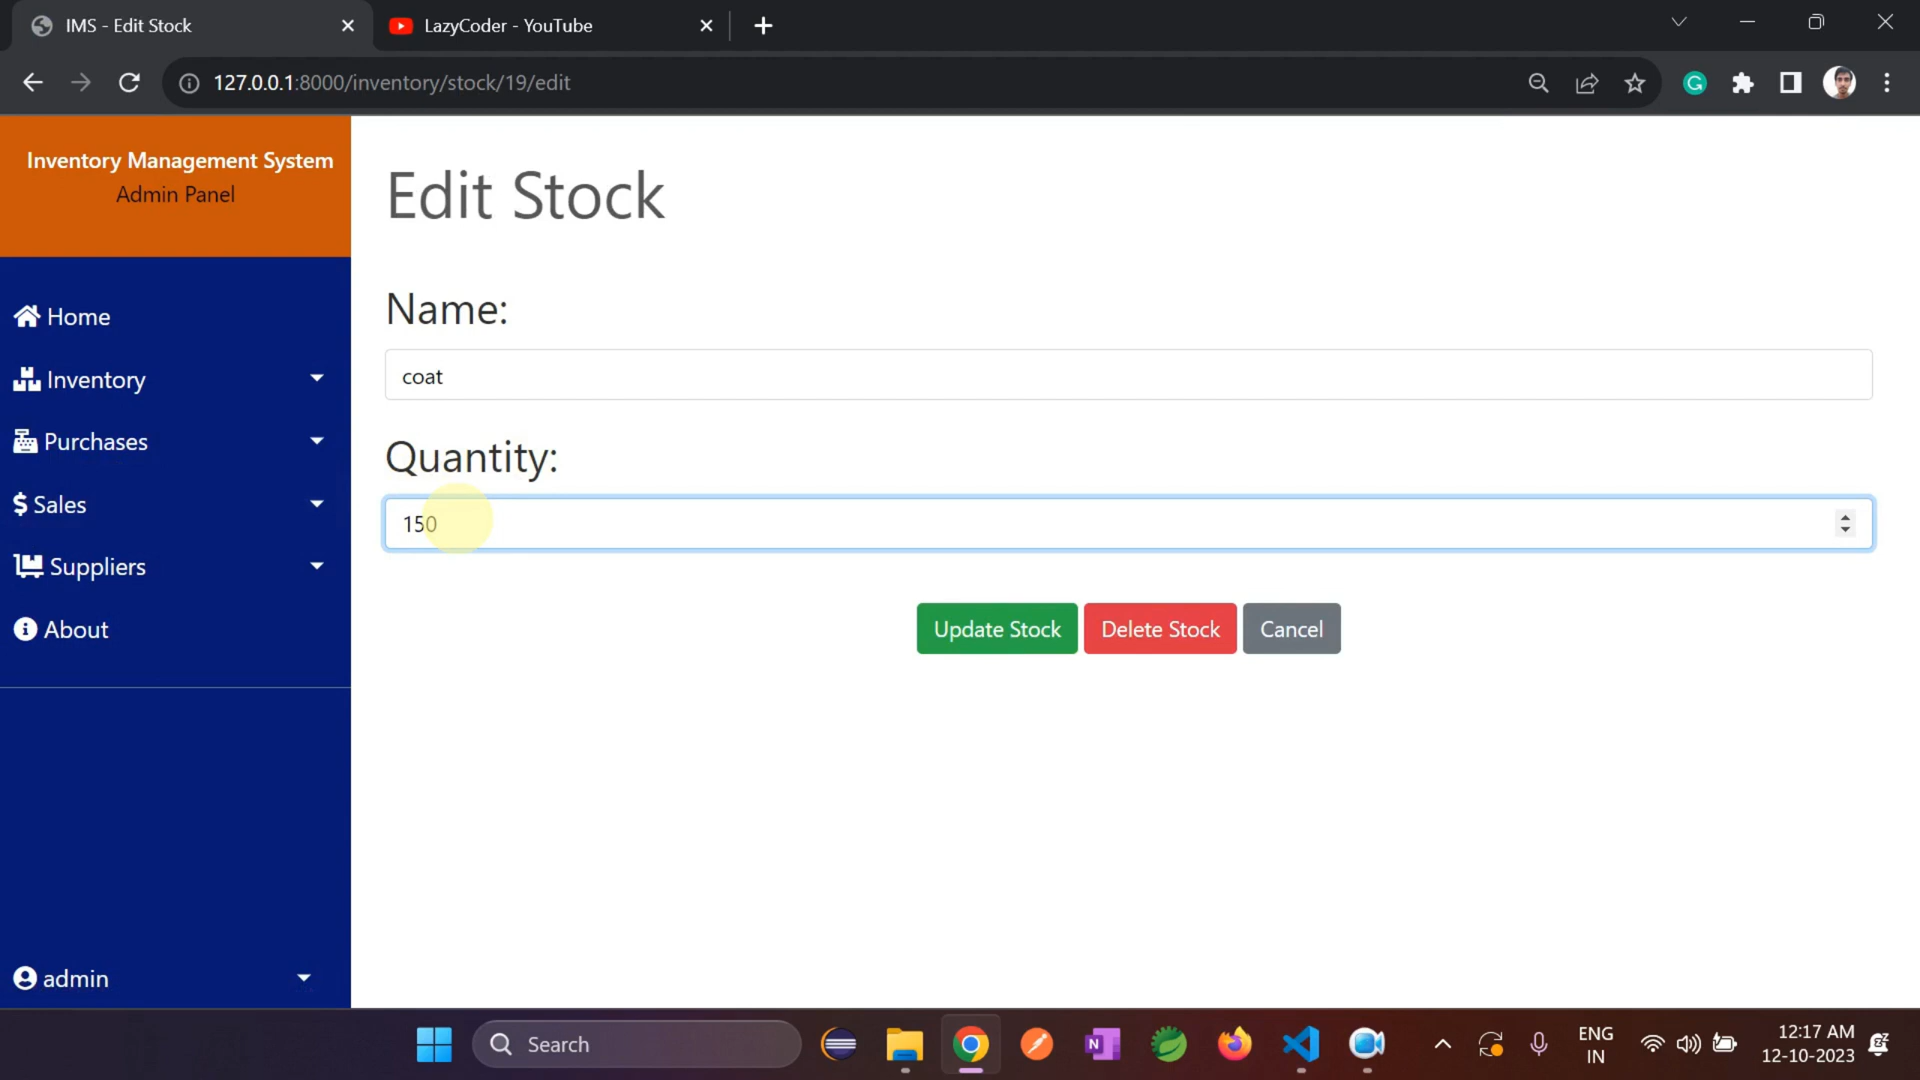 IMS - Edit Stock
LazyCoder - YouTube
127.0.0.1:8000/inventory/stock/19/edit
Inventory Management System
Admin Panel
Home
Inventory
Purchases
Sales
Suppliers
About
admin
Edit Stock
Name:
coat
Quantity:
150
Update Stock
Delete Stock
Cancel
Search
ENG
IN
12:17 AM
12-10-2023